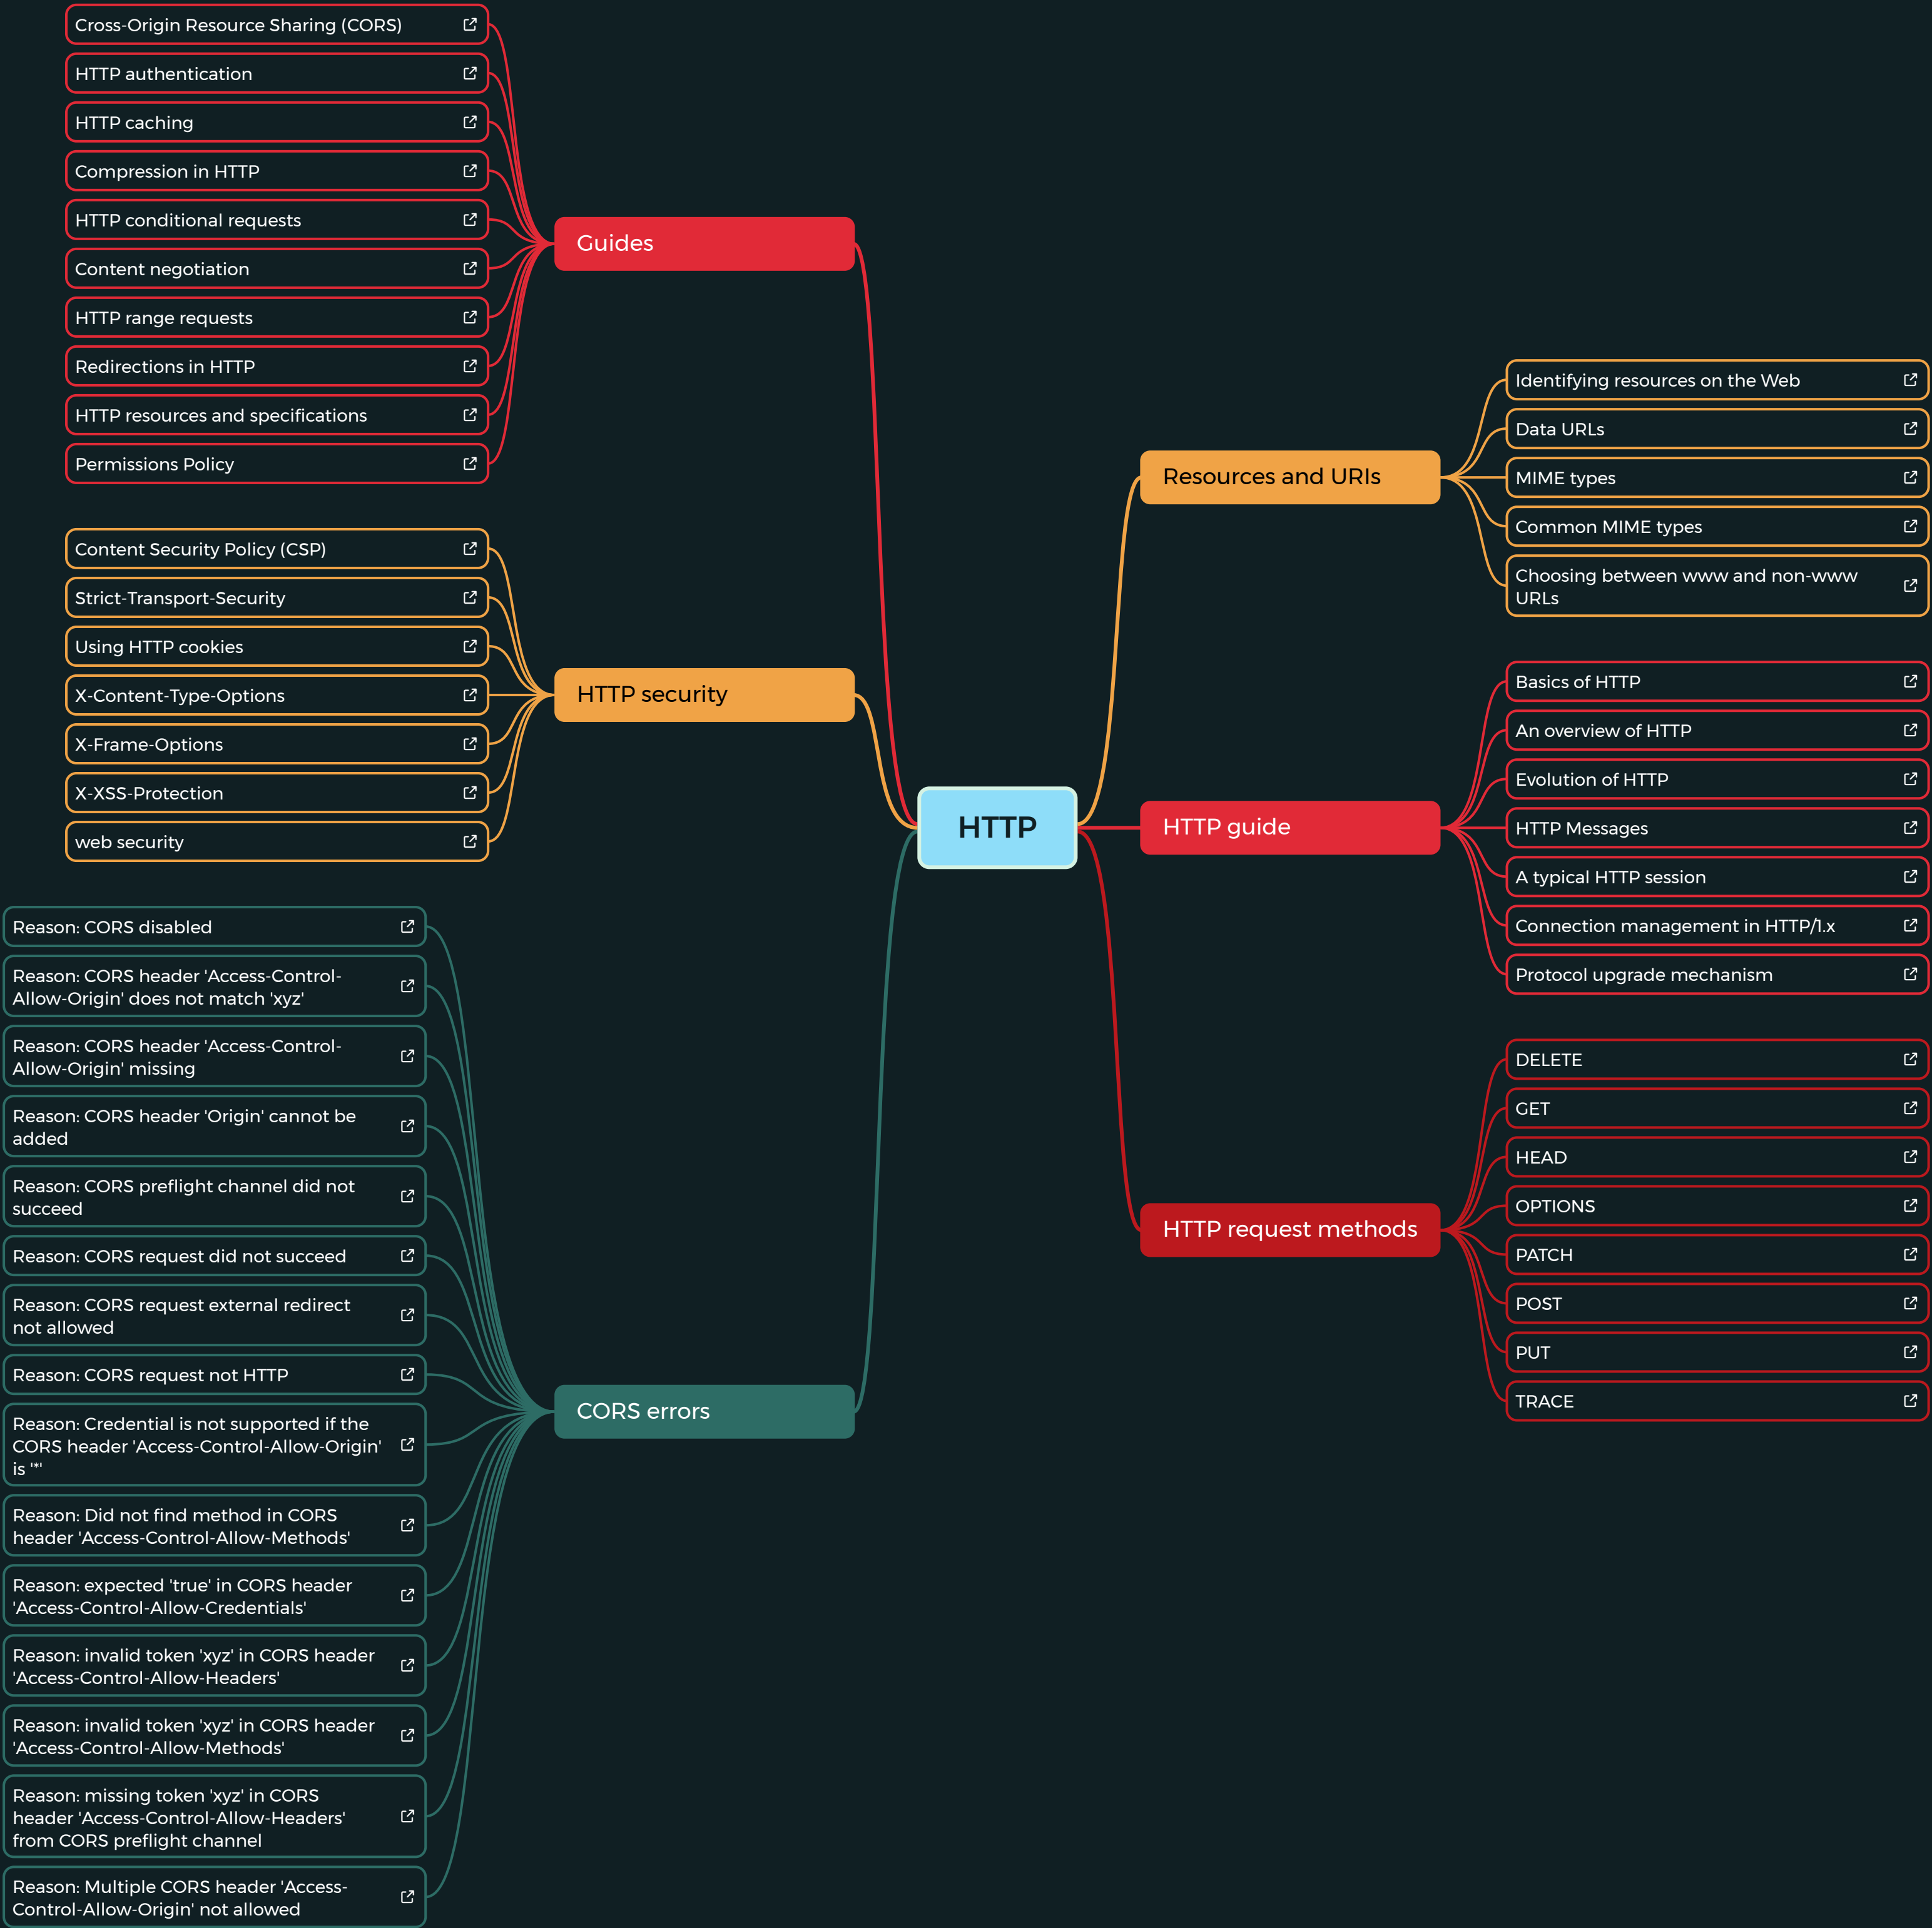 Cross-Origin Resource Sharing (CORS)
HTTP authentication
HTTP caching
Compression in HTTP
HTTP conditional requests
Content negotiation
HTTP range requests
Redirections in HTTP
HTTP resources and specifications
Permissions Policy
Guides
Content Security Policy (CSP)
Strict-Transport-Security
Using HTTP cookies
X-Content-Type-Options
X-Frame-Options
X-XSS-Protection
web security
HTTP security
Reason: CORS disabled
Reason: CORS header 'Access-Control-
Allow-Origin' does not match 'xyz'
Reason: CORS header 'Access-Control-
Allow-Origin' missing
Reason: CORS header 'Origin' cannot be
added
Reason: CORS preflight channel did not
succeed
Reason: CORS request did not succeed
Reason: CORS request external redirect
not allowed
Reason: CORS request not HTTP
Reason: Credential is not supported if the
CORS header 'Access-Control-Allow-Origin'
is '*'
Reason: Did not find method in CORS
header 'Access-Control-Allow-Methods'
Reason: expected 'true' in CORS header
'Access-Control-Allow-Credentials'
Reason: invalid token 'xyz' in CORS header
'Access-Control-Allow-Headers'
Reason: invalid token 'xyz' in CORS header
'Access-Control-Allow-Methods'
Reason: missing token 'xyz' in CORS
header 'Access-Control-Allow-Headers'
from CORS preflight channel
Reason: Multiple CORS header 'Access-
Control-Allow-Origin' not allowed
CORS errors
HTTP
Resources and URIs
Identifying resources on the Web
Data URLs
MIME types
Common MIME types
Choosing between www and non-www
URLs
HTTP guide
Basics of HTTP
An overview of HTTP
Evolution of HTTP
HTTP Messages
A typical HTTP session
Connection management in HTTP/1.x
Protocol upgrade mechanism
HTTP request methods
DELETE
GET
HEAD
OPTIONS
PATCH
POST
PUT
TRACE